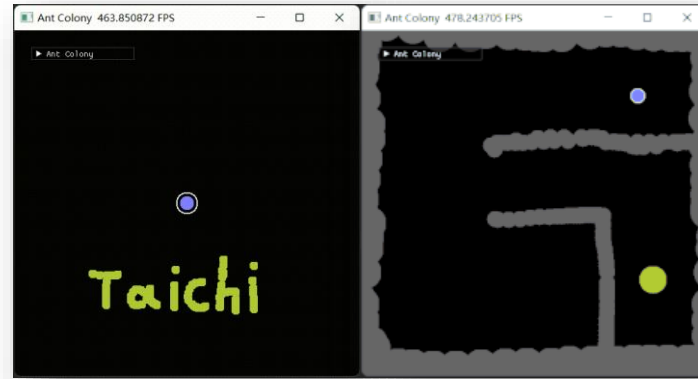 Ant Colony 463.850872 FPS
Ant Colony
Taichi
Ant Colony 478.243705 FPS
Ant Colony